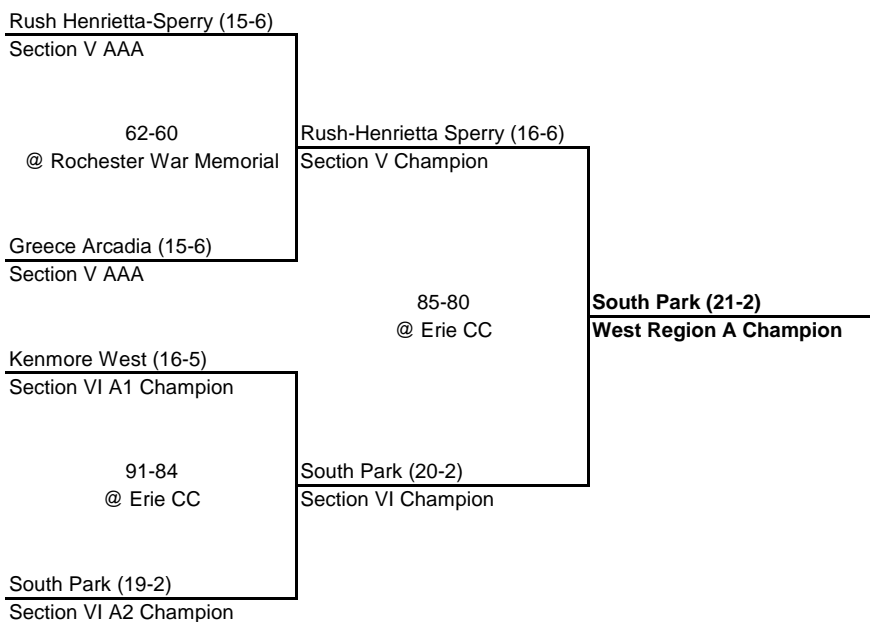 Rush Henrietta-Sperry (15-6)
Section V AAA
62-60
@ Rochester War Memorial
Rush-Henrietta Sperry (16-6)
Section V Champion
Greece Arcadia (15-6)
Section V AAA
85-80
@ Erie CC
South Park (21-2)
West Region A Champion
Kenmore West (16-5)
Section VI A1 Champion
91-84
@ Erie CC
South Park (20-2)
Section VI Champion
South Park (19-2)
Section VI A2 Champion